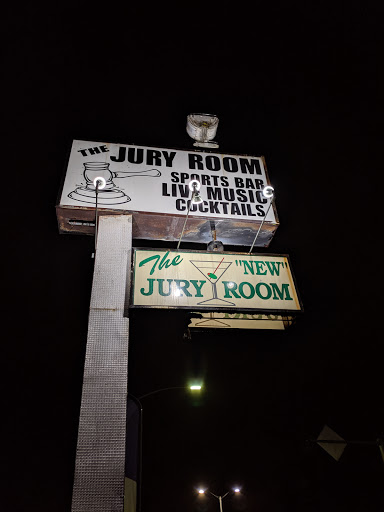 THE JURY ROOM
SPORTS BAR
LIVE MUSIC
COCKTAILS
The "NEW"
JURY ROOM